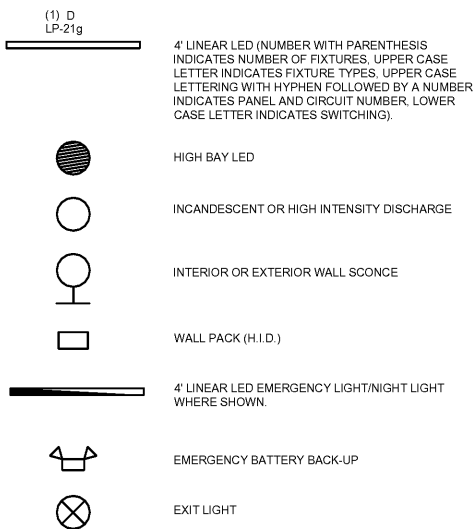 (1) D
LP-21g
4' LINEAR LED (NUMBER WITH PARENTHESIS
INDICATES NUMBER OF FIXTURES, UPPER CASE
LETTER INDICATES FIXTURE TYPES, UPPER CASE
LETTERING WITH HYPHEN FOLLOWED BY A NUMBER
INDICATES PANEL AND CIRCUIT NUMBER, LOWER
CASE LETTER INDICATES SWITCHING).
HIGH BAY LED
INCANDESCENT OR HIGH INTENSITY DISCHARGE
INTERIOR OR EXTERIOR WALL SCONCE
WALL PACK (H.I.D.)
4' LINEAR LED EMERGENCY LIGHT/NIGHT LIGHT
WHERE SHOWN.
EMERGENCY BATTERY BACK-UP
EXIT LIGHT